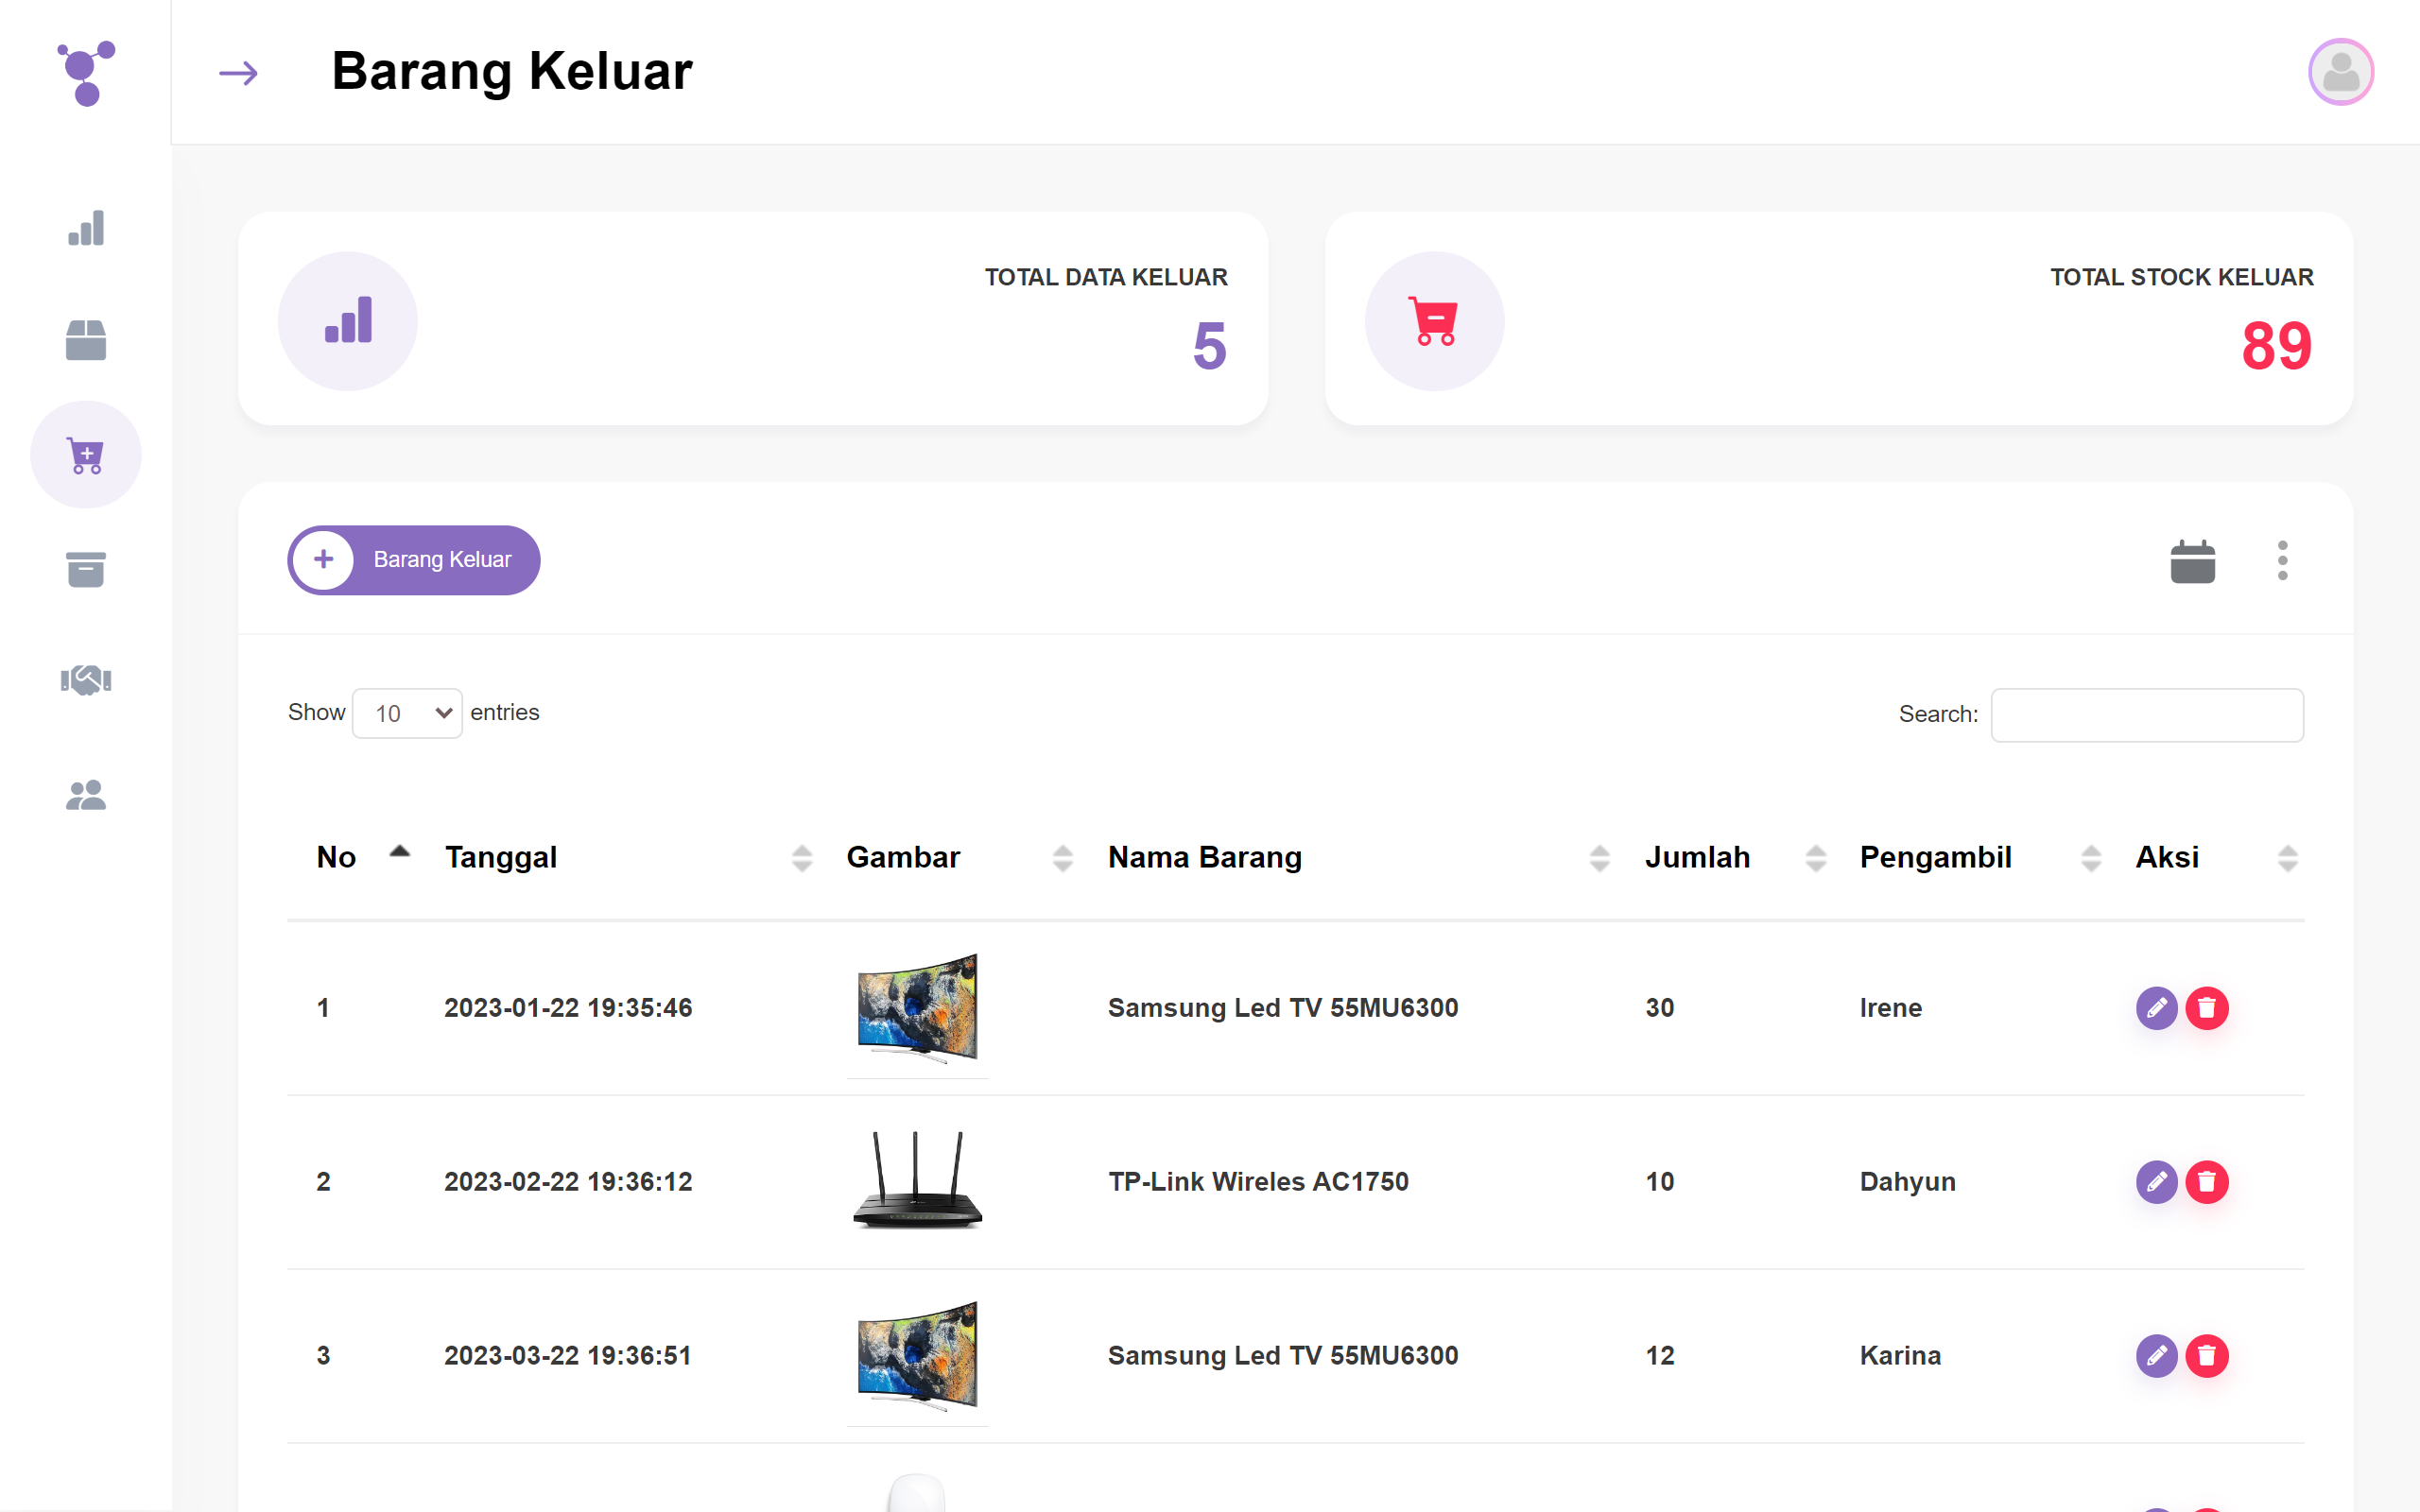 Barang Keluar
TOTAL DATA KELUAR
5
TOTAL STOCK KELUAR
89
Barang Keluar
Show 10 entries
Search:
No Tanggal Gambar Nama Barang Jumlah Pengambil Aksi
1 2023-01-22 19:35:46 Samsung Led TV 55MU6300 30 Irene
2 2023-02-22 19:36:12 TP-Link Wireles AC1750 10 Dahyun
3 2023-03-22 19:36:51 Samsung Led TV 55MU6300 12 Karina